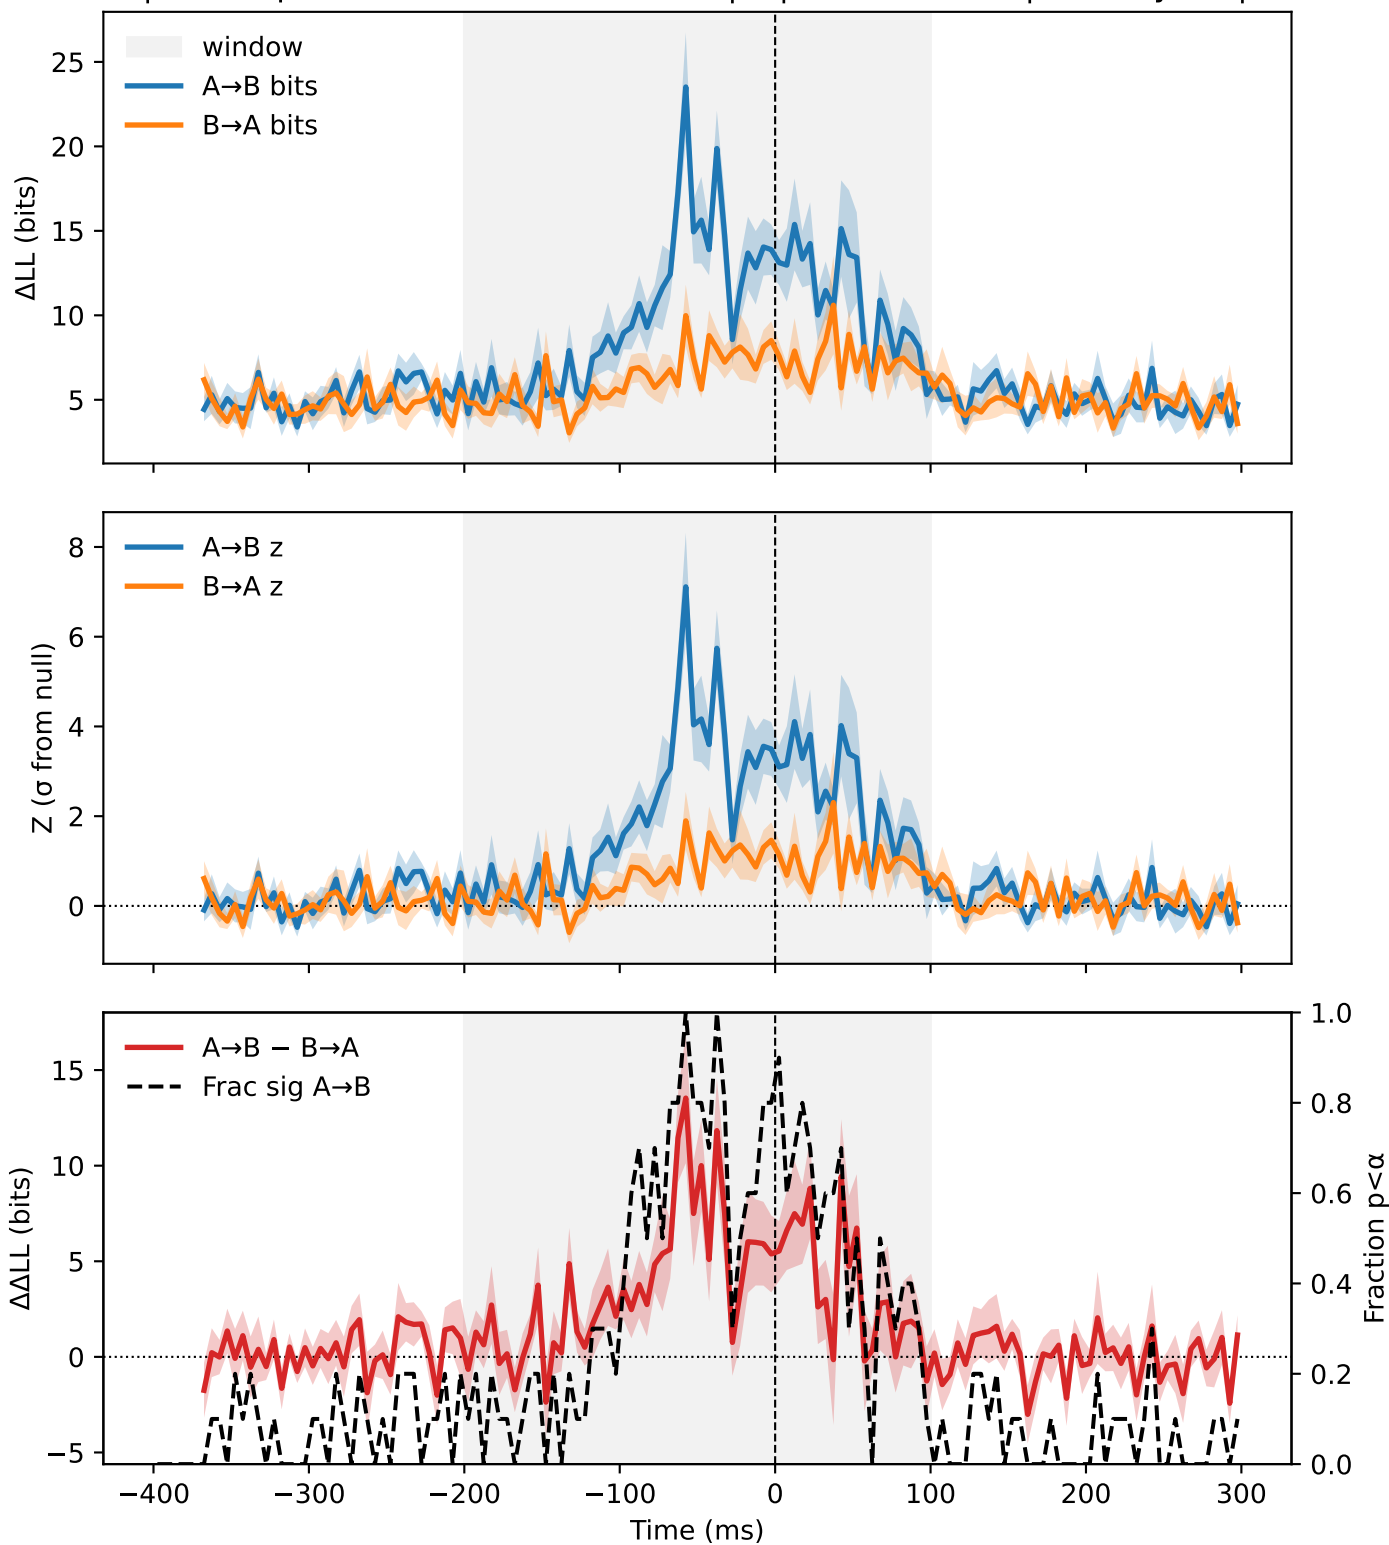 window
A→B bits
B→A bits
ΔLL (bits)
25
20
15
10
5
A→B z
B→A z
Z (σ from null)
8
6
4
2
0
A→B − B→A
Frac sig A→B
ΔΔLL (bits)
15
10
5
0
−5
1.0
0.8
0.6
0.4
0.2
0.0
Fraction p<α
−400 −300 −200 −100 0 100 200 300
Time (ms)